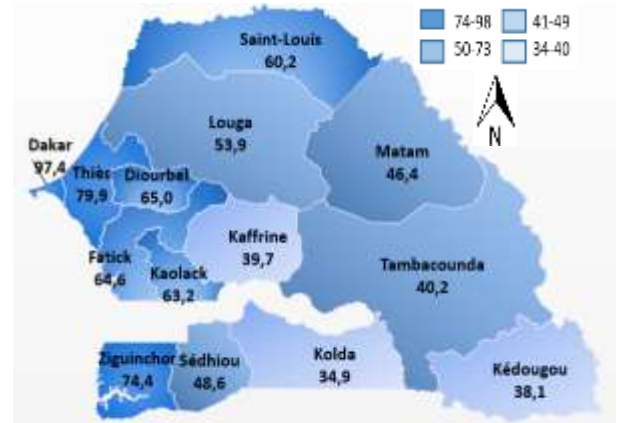 74-98
41-49
50-73
34-40
N
Saint-Louis
60,2
Louga
53,9
Matam
46,4
Dakar
97,4
Thiès
79,9
Diourbel
65,0
Fatick
64,6
Kaolack
63,2
Kaffrine
39,7
Tambacounda
40,2
Ziguinchor
74,4
Sédhiou
48,6
Kolda
34,9
Kédougou
38,1